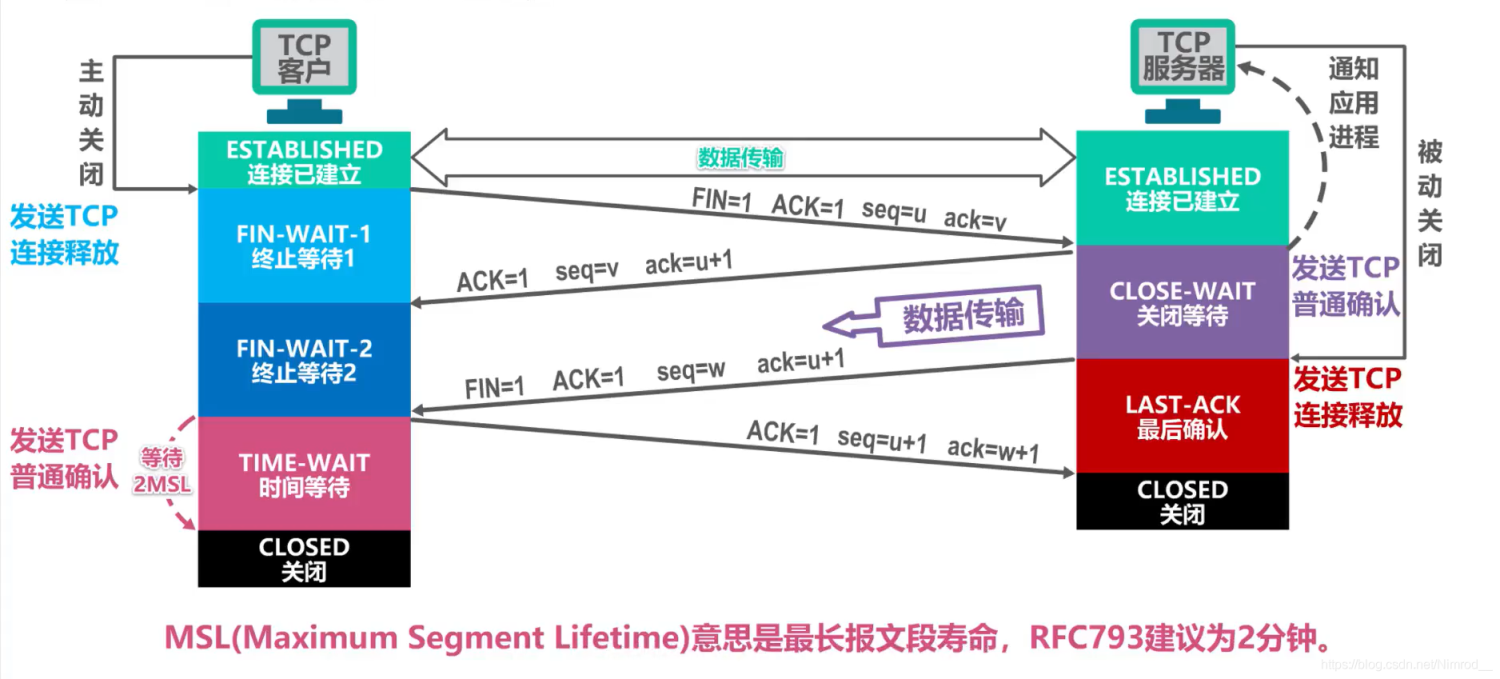 TCP
客户
TCP
服务器
主
动
关
闭
通知
应用
进程
被
动
关
闭
ESTABLISHED
连接已建立
数据传输
ESTABLISHED
连接已建立
发送TCP
连接释放
FIN=1 ACK=1 seq=u ack=v
FIN-WAIT-1
终止等待1
ACK=1 seq=v ack=u+1
CLOSE-WAIT
关闭等待
发送TCP
普通确认
数据传输
FIN-WAIT-2
终止等待2
FIN=1 ACK=1 seq=w ack=u+1
发送TCP
连接释放
LAST-ACK
最后确认
发送TCP
普通确认
等待
2MSL
TIME-WAIT
时间等待
ACK=1 seq=u+1 ack=w+1
CLOSED
关闭
CLOSED
关闭
MSL(Maximum Segment Lifetime)意思是最长报文段寿命，RFC793建议为2分钟。
https://blog.csdn.net/Nimrod__